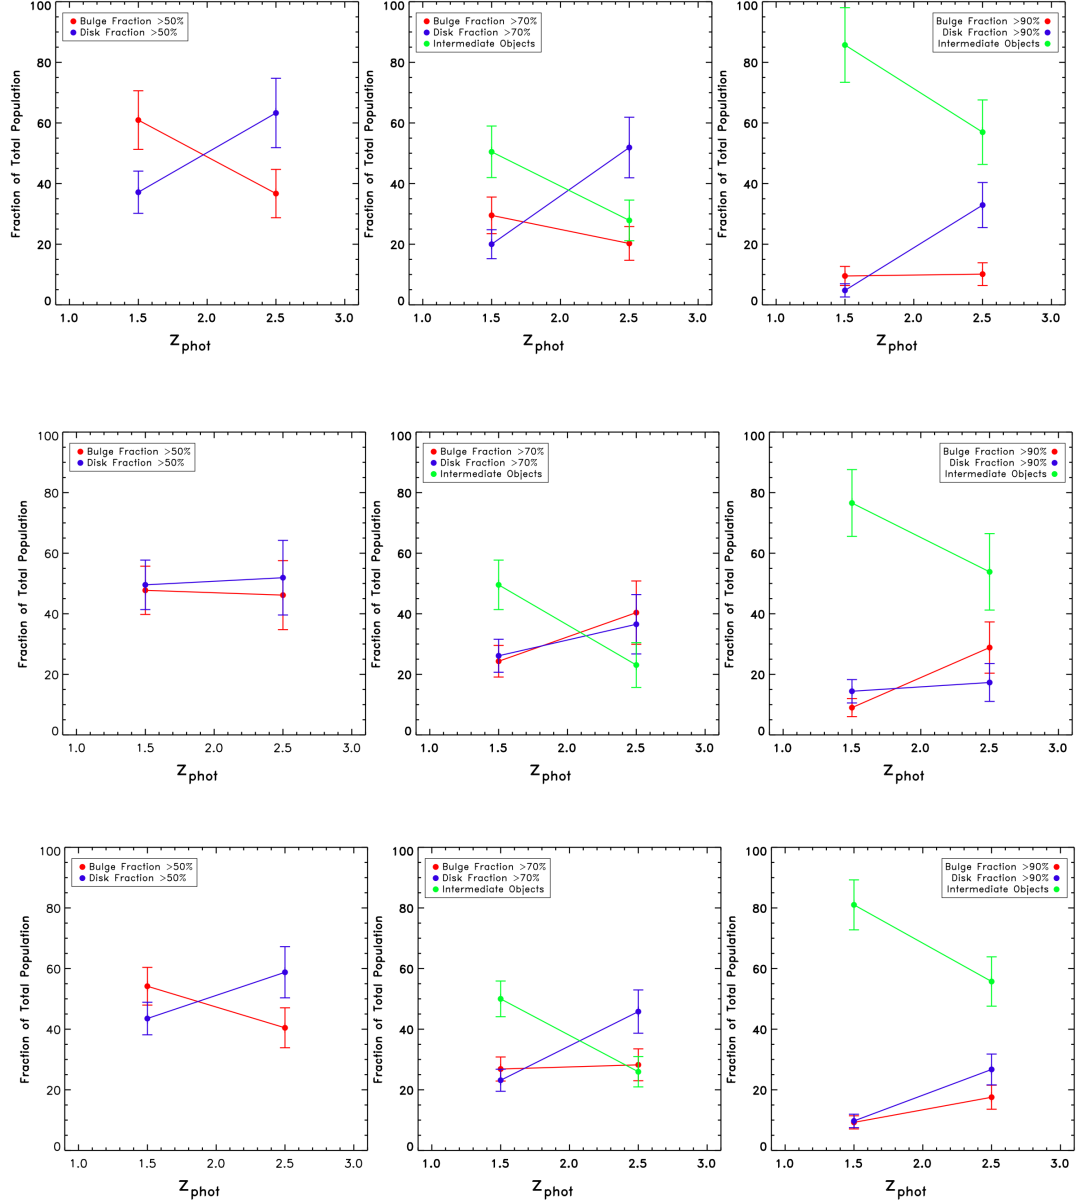 Bulge Fraction >50%
Disk Fraction >50%
100
80
60
40
20
0
Fraction of Total Population
1.0 1.5 2.0 2.5 3.0
z_phot
Bulge Fraction >70%
Disk Fraction >70%
Intermediate Objects
100
80
60
40
20
0
Fraction of Total Population
1.0 1.5 2.0 2.5 3.0
z_phot
Bulge Fraction >90%
Disk Fraction >90%
Intermediate Objects
100
80
60
40
20
0
Fraction of Total Population
1.0 1.5 2.0 2.5 3.0
z_phot
Bulge Fraction >50%
Disk Fraction >50%
100
80
60
40
20
0
Fraction of Total Population
1.0 1.5 2.0 2.5 3.0
z_phot
Bulge Fraction >70%
Disk Fraction >70%
Intermediate Objects
100
80
60
40
20
0
Fraction of Total Population
1.0 1.5 2.0 2.5 3.0
z_phot
Bulge Fraction >90%
Disk Fraction >90%
Intermediate Objects
100
80
60
40
20
0
Fraction of Total Population
1.0 1.5 2.0 2.5 3.0
z_phot
Bulge Fraction >50%
Disk Fraction >50%
100
80
60
40
20
0
Fraction of Total Population
1.0 1.5 2.0 2.5 3.0
z_phot
Bulge Fraction >70%
Disk Fraction >70%
Intermediate Objects
100
80
60
40
20
0
Fraction of Total Population
1.0 1.5 2.0 2.5 3.0
z_phot
Bulge Fraction >90%
Disk Fraction >90%
Intermediate Objects
100
80
60
40
20
0
Fraction of Total Population
1.0 1.5 2.0 2.5 3.0
z_phot